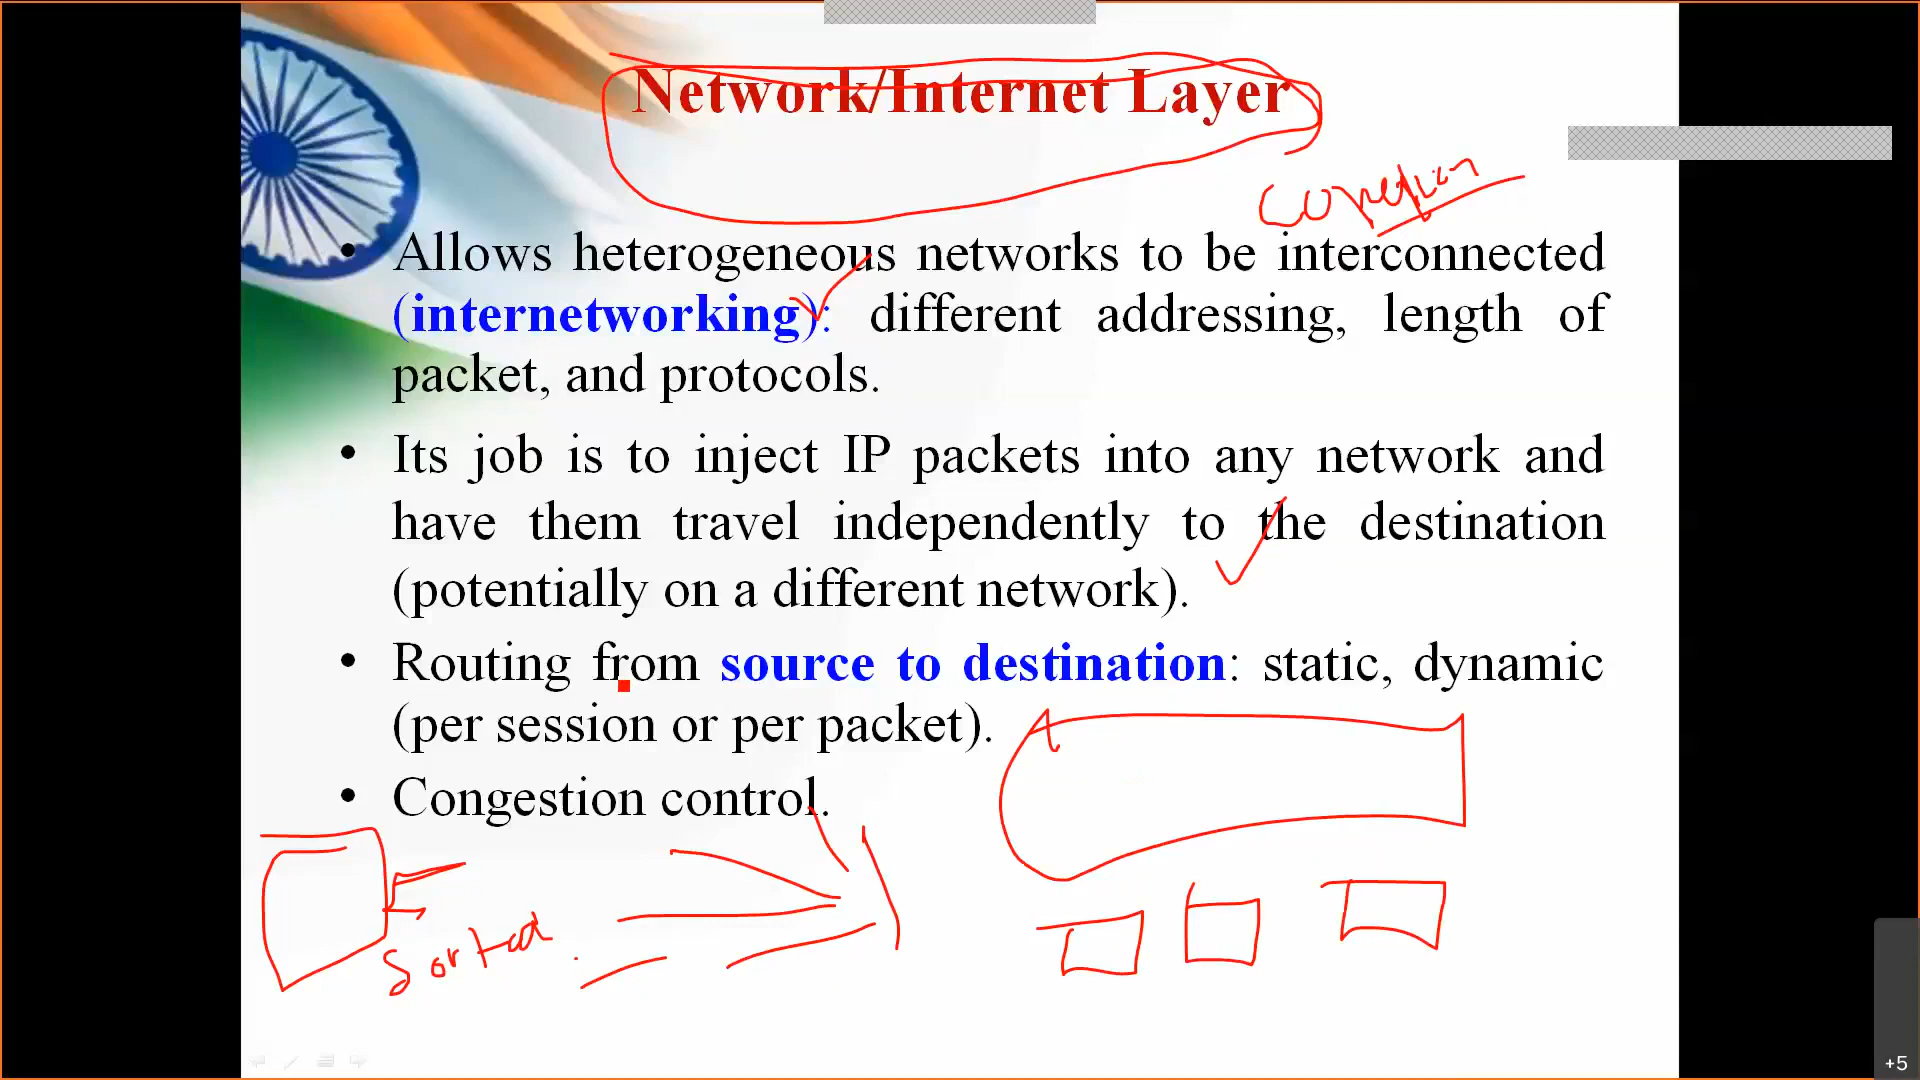 Network/Internet Layer
• Allows heterogeneous networks to be interconnected
(internetworking): different addressing, length of
packet, and protocols.
• Its job is to inject IP packets into any network and
have them travel independently to the destination
(potentially on a different network).
• Routing from source to destination: static, dynamic
(per session or per packet).
• Congestion control.
Sorted
+5